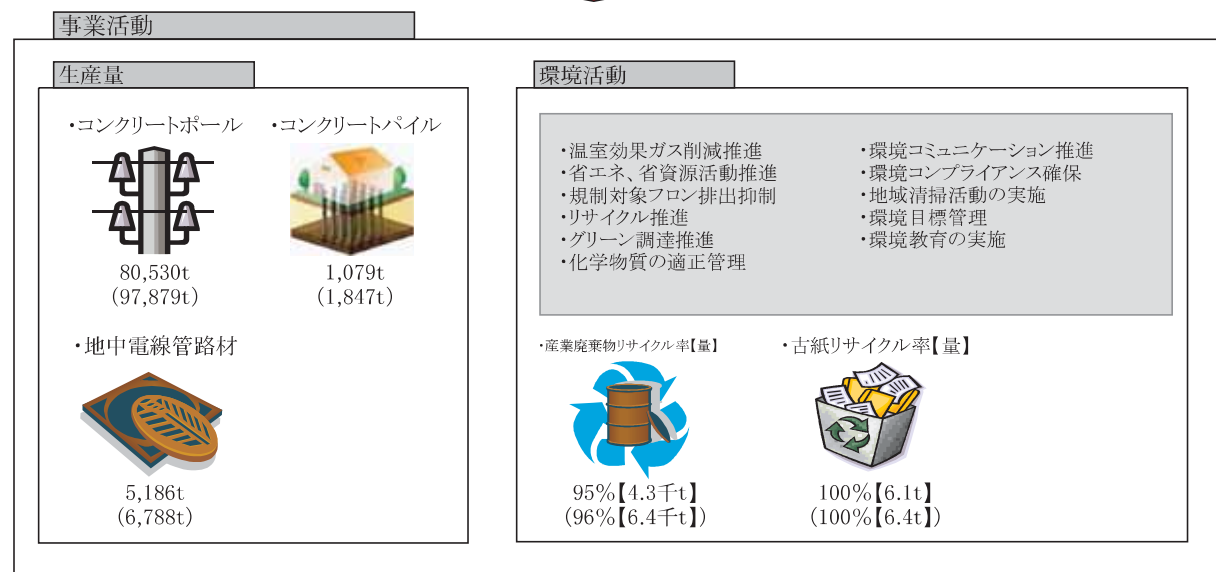 事業活動
生産量
・コンクリートポール
・コンクリートパイル
80,530t
(97,879t)
1,079t
(1,847t)
・地中電線管路材
5,186t
(6,788t)
環境活動
・温室効果ガス削減推進
・省エネ、省資源活動推進
・規制対象フロン排出抑制
・リサイクル推進
・グリーン調達推進
・化学物質の適正管理
・環境コミュニケーション推進
・環境コンプライアンス確保
・地域清掃活動の実施
・環境目標管理
・環境教育の実施
・産業廃棄物リサイクル率【量】
95%【4.3千t】
(96%【6.4千t】)
・古紙リサイクル率【量】
100%【6.1t】
(100%【6.4t】)